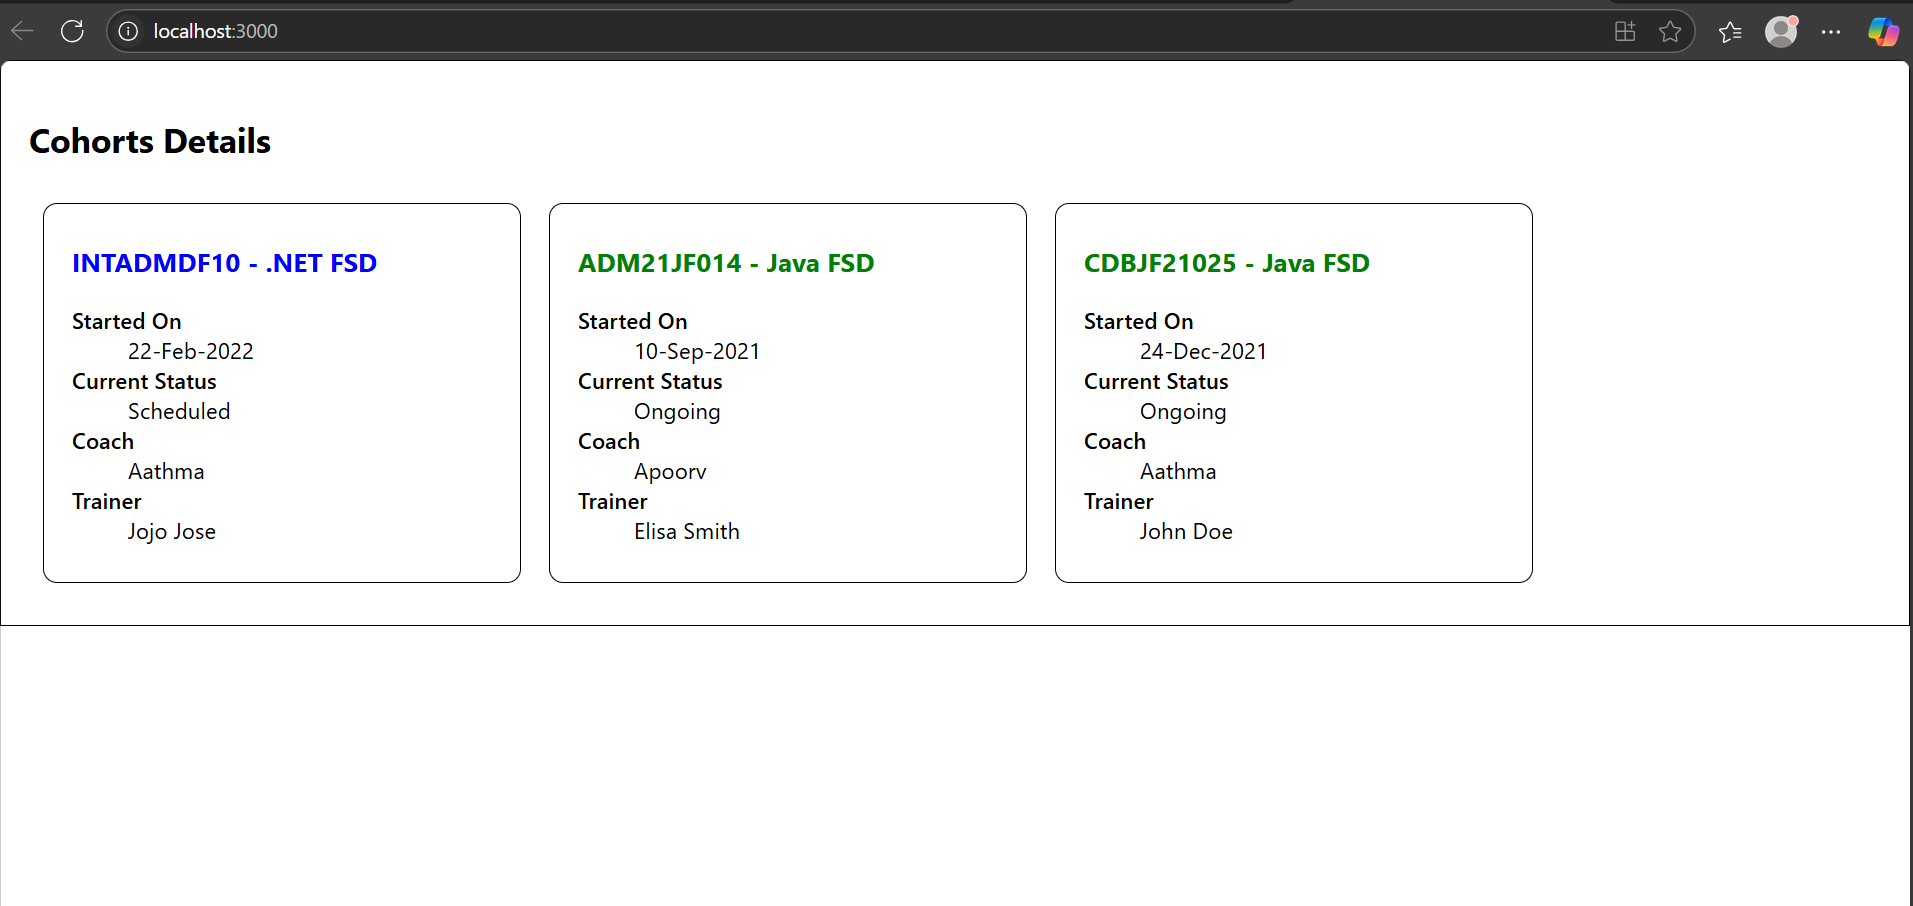 localhost:3000
Cohorts Details
INTADMDF10 - .NET FSD
Started On
22-Feb-2022
Current Status
Scheduled
Coach
Aathma
Trainer
Jojo Jose
ADM21JF014 - Java FSD
Started On
10-Sep-2021
Current Status
Ongoing
Coach
Apoorv
Trainer
Elisa Smith
CDBJF21025 - Java FSD
Started On
24-Dec-2021
Current Status
Ongoing
Coach
Aathma
Trainer
John Doe